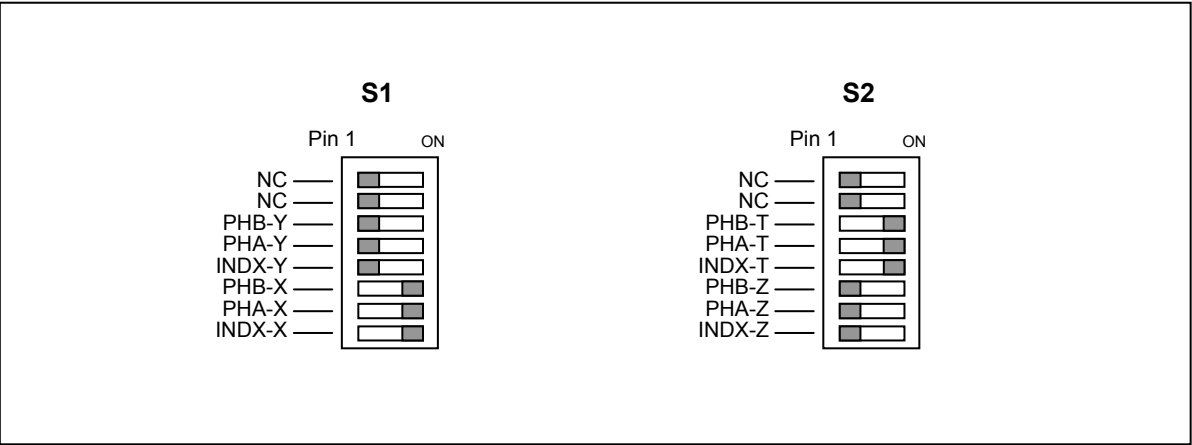 S1
Pin 1 ON
NC
NC
PHB-Y
PHA-Y
INDX-Y
PHB-X
PHA-X
INDX-X
S2
Pin 1 ON
NC
NC
PHB-T
PHA-T
INDX-T
PHB-Z
PHA-Z
INDX-Z